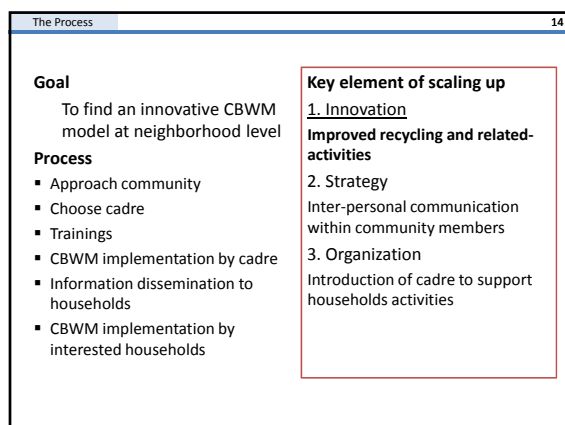 The Process
14
Goal
To find an innovative CBWM
model at neighborhood level
Process
▪ Approach community
▪ Choose cadre
▪ Trainings
▪ CBWM implementation by cadre
▪ Information dissemination to
households
▪ CBWM implementation by
interested households
Key element of scaling up
1. Innovation
Improved recycling and related-
activities
2. Strategy
Inter-personal communication
within community members
3. Organization
Introduction of cadre to support
households activities